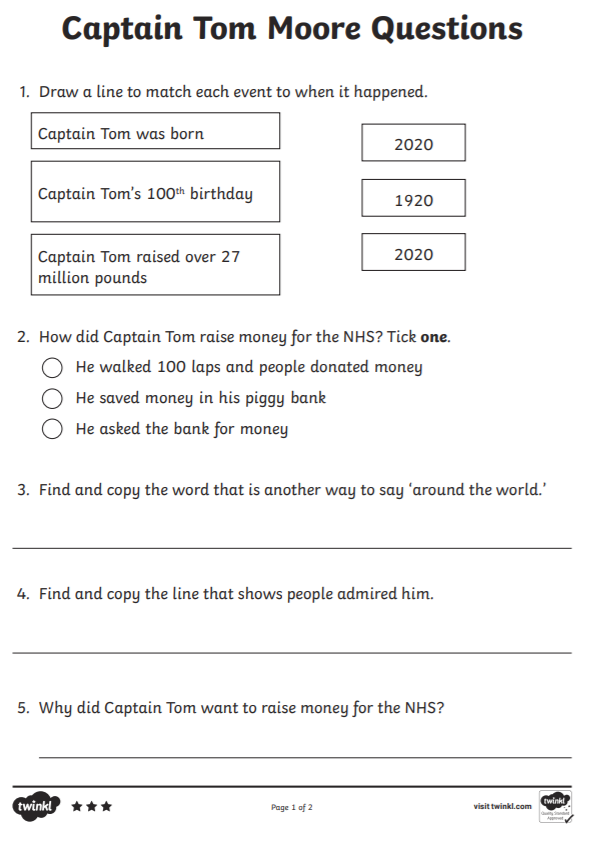 Captain Tom Moore Questions
1. Draw a line to match each event to when it happened.
Captain Tom was born
2020
Captain Tom's 100th birthday
1920
Captain Tom raised over 27
million pounds
2020
2. How did Captain Tom raise money for the NHS? Tick one.
He walked 100 laps and people donated money
He saved money in his piggy bank
He asked the bank for money
3. Find and copy the word that is another way to say ‘around the world.’
4. Find and copy the line that shows people admired him.
5. Why did Captain Tom want to raise money for the NHS?
twinkl
Page 1 of 2
visit twinkl.com
twinkl
Quality Standard
Approved